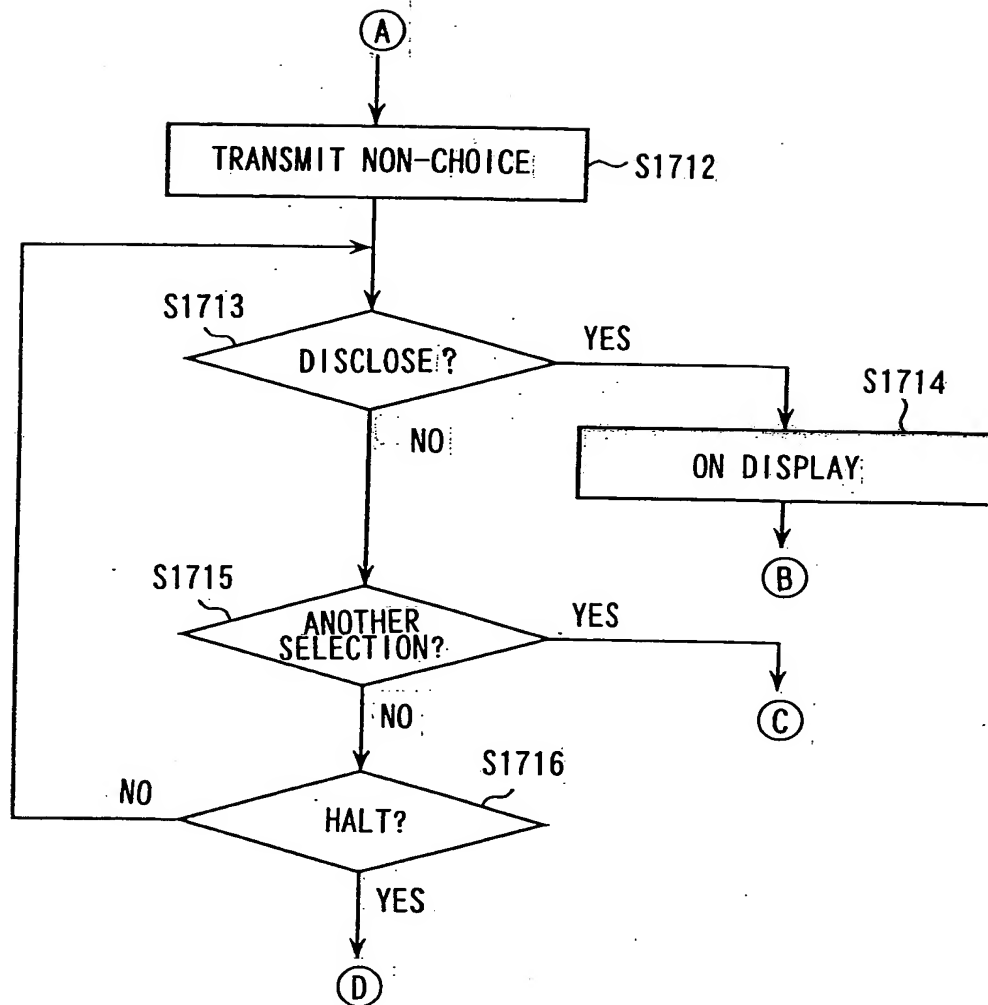 A
TRANSMIT NON-CHOICE
S1712
S1713
DISCLOSE?
YES
S1714
NO
ON DISPLAY
B
S1715
ANOTHER
SELECTION?
YES
C
NO
S1716
NO
HALT?
YES
D